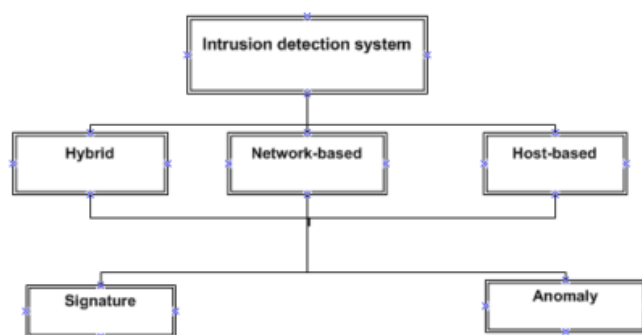 Intrusion detection system
Hybrid
Network-based
Host-based
Signature
Anomaly